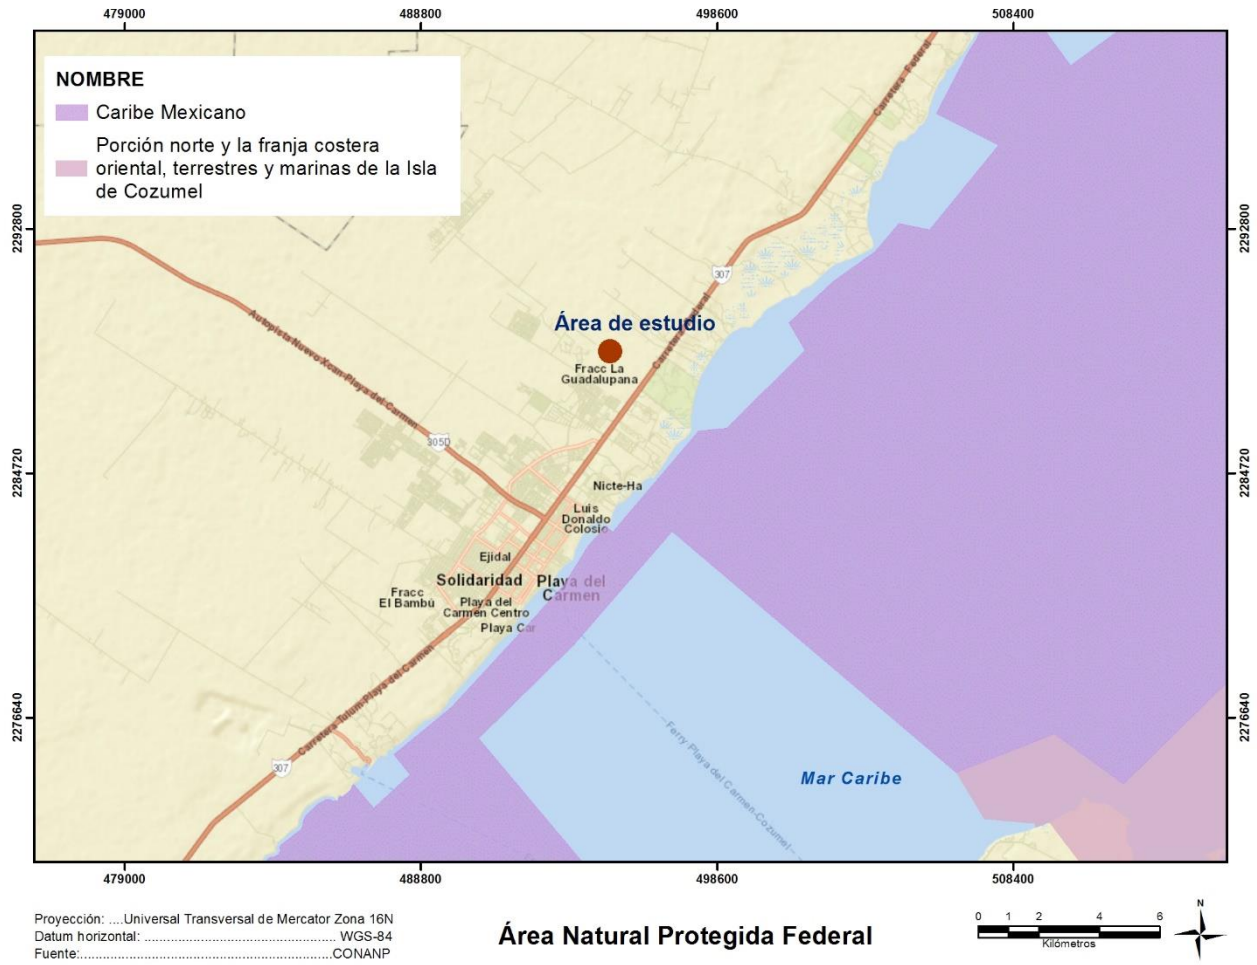 479000 488800 498600 508400
NOMBRE
Caribe Mexicano
Porción norte y la franja costera
oriental, terrestres y marinas de la Isla
de Cozumel
Carretera Federal
2292800 2292800
307
Autopista Nuevo Xcan-Playa del Carmen
Área de estudio
Carretera Federal
Fracc La
Guadalupana
305D
2284720 2284720
Nicte-Ha
Luis
Donaldo
Colosio
Ejidal
Solidaridad
Playa del
Carmen
Fracc
El Bambú
Playa del
Carmen Centro
Playa Car
Carretera Tulum-Playa del Carmen
2276640 2276640
307
Ferry Playa del Carmen-Cozumel
Mar Caribe
479000 488800 498600 508400
Proyección: ....Universal Transversal de Mercator Zona 16N
Datum horizontal: ................................................ WGS-84
Fuente:...............................................................CONANP
Área Natural Protegida Federal
0 1 2 4 6
Kilómetros
N